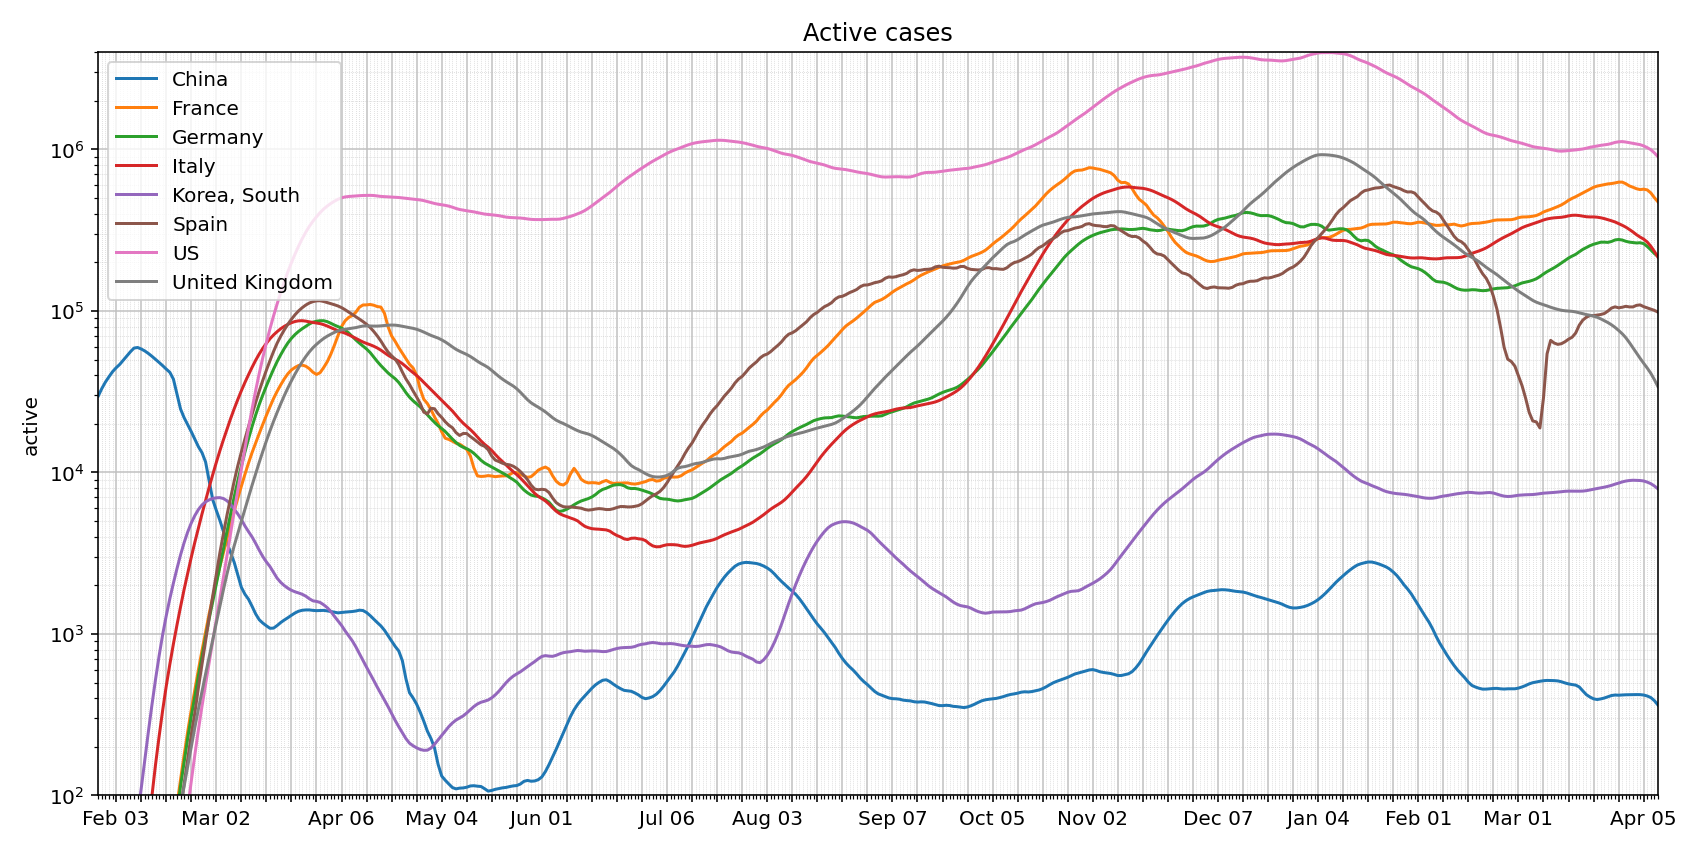 Active cases
China
France
Germany
Italy
Korea, South
Spain
US
United Kingdom
active
10^6
10^5
10^4
10^3
10^2
Feb 03 Mar 02 Apr 06 May 04 Jun 01 Jul 06 Aug 03 Sep 07 Oct 05 Nov 02 Dec 07 Jan 04 Feb 01 Mar 01 Apr 05